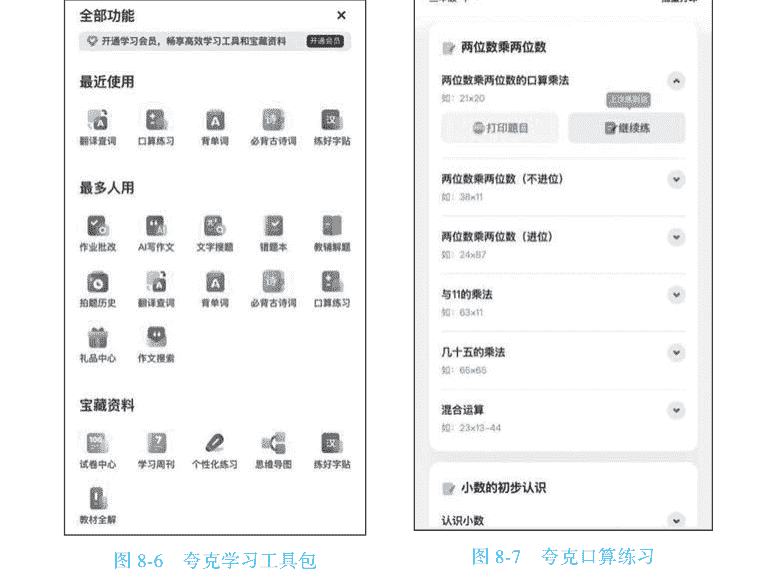 全部功能
开通学习会员，畅享高效学习工具和宝藏资料 开通会员
最近使用
翻译查词 口算练习 背单词 必背古诗词 练好字贴
最多人用
作业批改 AI写作文 文字搜题 错题本 教辅解题
拍题历史 翻译查词 背单词 必背古诗词 口算练习
礼品中心 作文搜索
宝藏资料
试卷中心 学习周刊 个性化练习 思维导图 练好字贴
教材全解
图 8-6 夸克学习工具包
两位数乘两位数
两位数乘两位数的口算乘法
如：21×20
上次练到这
打印题目 继续练
两位数乘两位数（不进位）
如：38×11
两位数乘两位数（进位）
如：24×87
与11的乘法
如：63×11
几十五的乘法
如：65×65
混合运算
如：23×13-44
小数的初步认识
认识小数
图 8-7 夸克口算练习